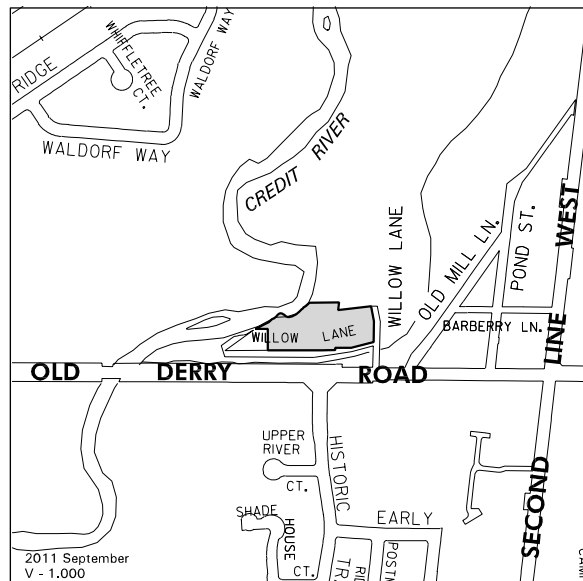 RIDGE
WHIFFLETREE
CT.
WALDORF WAY
WALDORF WAY
CREDIT RIVER
WILLOW LANE
OLD MILL LN.
POND ST.
WEST
BARBERRY LN.
WILLOW LANE
LINE
OLD DERRY ROAD
UPPER
RIVER
CT.
HISTORIC
SHADE
HOUSE
CT.
EARLY
SECOND
2011 September
V - 1.000